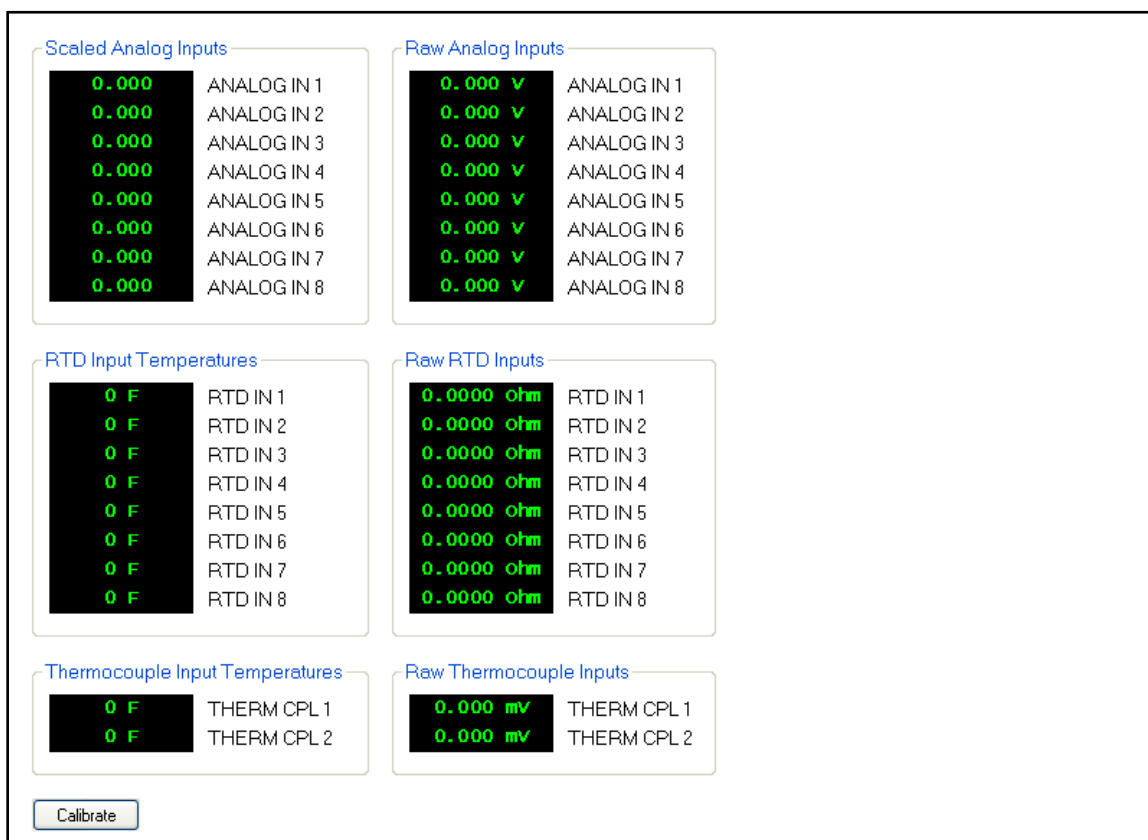 Scaled Analog Inputs
0.000 ANALOG IN 1
0.000 ANALOG IN 2
0.000 ANALOG IN 3
0.000 ANALOG IN 4
0.000 ANALOG IN 5
0.000 ANALOG IN 6
0.000 ANALOG IN 7
0.000 ANALOG IN 8
Raw Analog Inputs
0.000 V ANALOG IN 1
0.000 V ANALOG IN 2
0.000 V ANALOG IN 3
0.000 V ANALOG IN 4
0.000 V ANALOG IN 5
0.000 V ANALOG IN 6
0.000 V ANALOG IN 7
0.000 V ANALOG IN 8
RTD Input Temperatures
0 F RTD IN 1
0 F RTD IN 2
0 F RTD IN 3
0 F RTD IN 4
0 F RTD IN 5
0 F RTD IN 6
0 F RTD IN 7
0 F RTD IN 8
Raw RTD Inputs
0.0000 Ohm RTD IN 1
0.0000 Ohm RTD IN 2
0.0000 Ohm RTD IN 3
0.0000 Ohm RTD IN 4
0.0000 Ohm RTD IN 5
0.0000 Ohm RTD IN 6
0.0000 Ohm RTD IN 7
0.0000 Ohm RTD IN 8
Thermocouple Input Temperatures
0 F THERM CPL 1
0 F THERM CPL 2
Raw Thermocouple Inputs
0.000 mV THERM CPL 1
0.000 mV THERM CPL 2
Calibrate